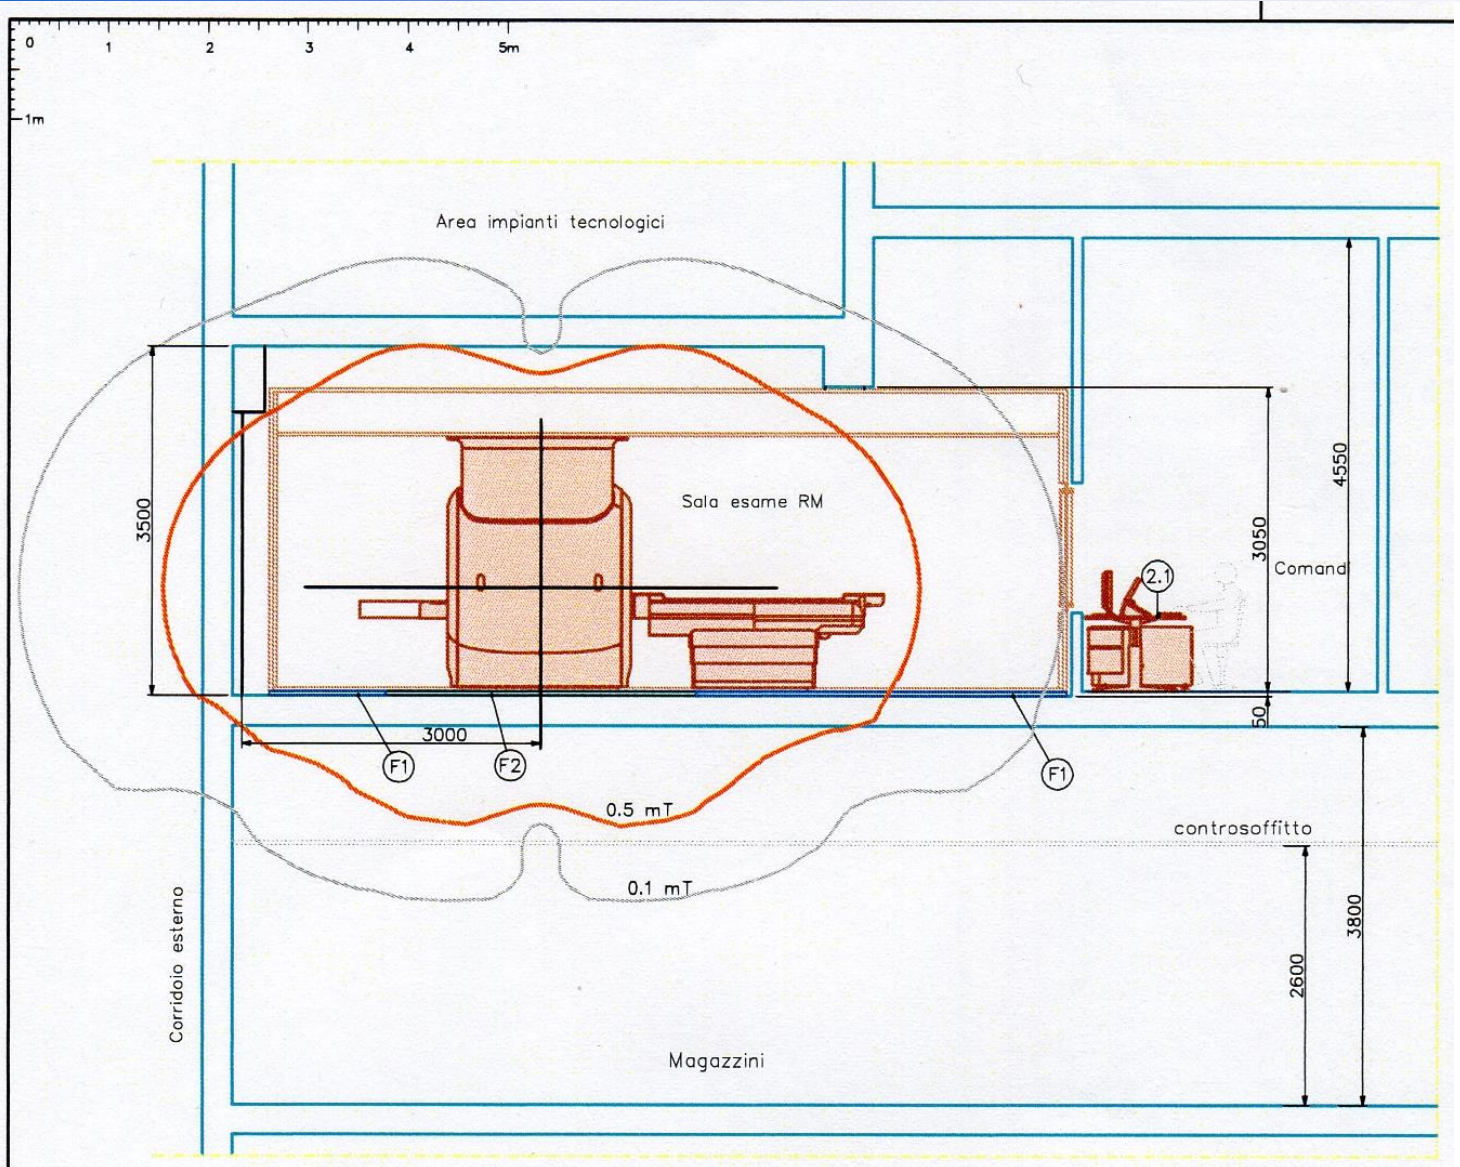 0
1
2
3
4
5m
1m
Area impianti tecnologici
3500
Sala esame RM
4550
3050
Comandi
2.1
50
3000
F1
F2
F1
0.5 mT
controsoffitto
0.1 mT
Corridoio esterno
3800
2600
Magazzini